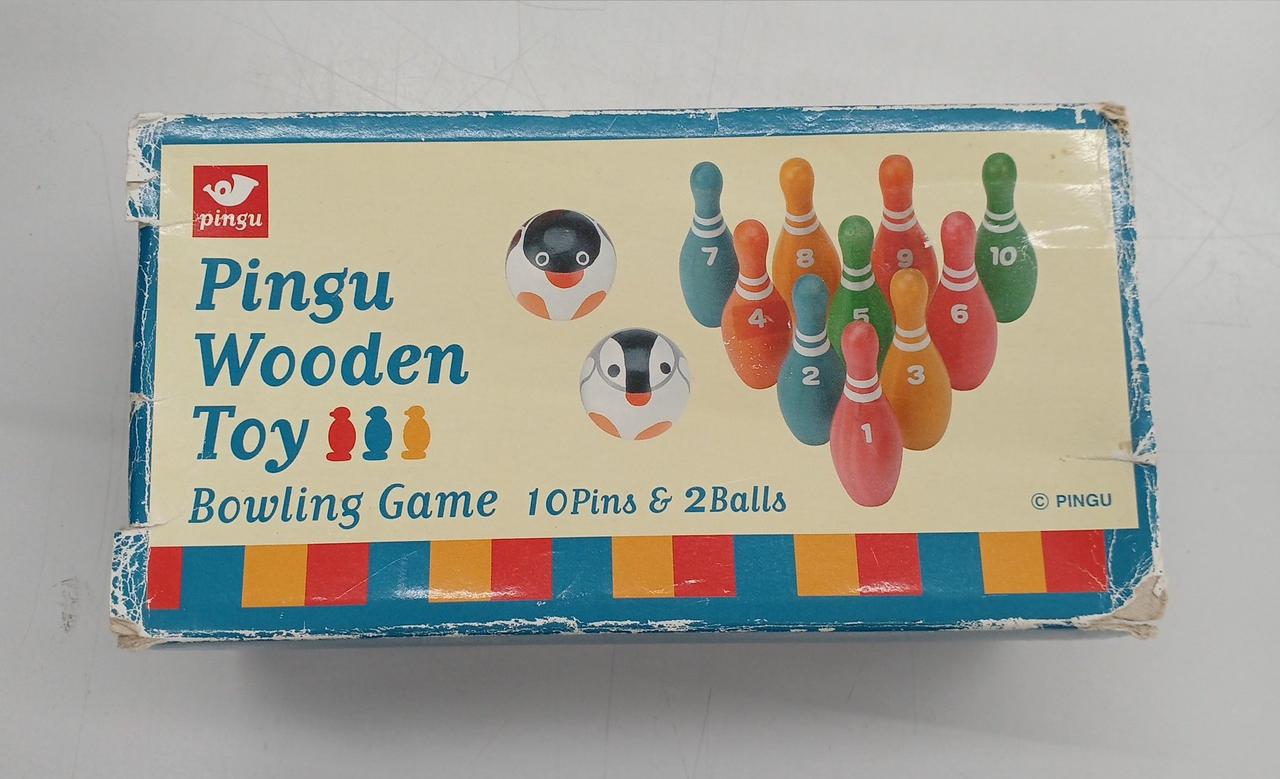 pingu
Pingu
Wooden
Toy
Bowling Game 10Pins & 2Balls
7 8 9 10
4 5 6
2 3
1
© PINGU